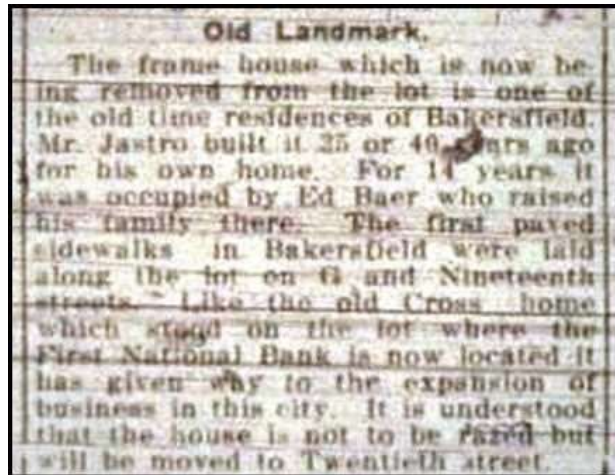 Old Landmark.
The frame house which is now be-
ing removed from the lot is one of
the old time residences of Bakersfield.
Mr. Jastro built it 25 or 40 years ago
for his own home. For 14 years it
was occupied by Ed Baer who raised
his family there. The first paved
sidewalks in Bakersfield were laid
along the lot on G and Nineteenth
streets. Like the old Cross home
which stood on the lot where the
First National Bank is now located it
has given way to the expansion of
business in this city. It is understood
that the house is not to be razed but
will be moved to Twentieth street.